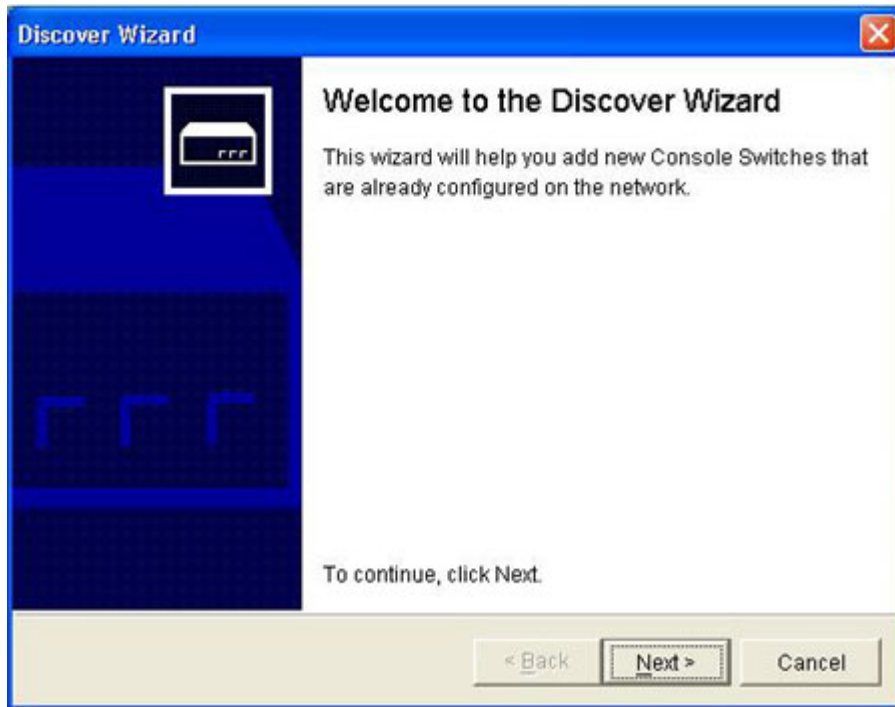 Discover Wizard
Welcome to the Discover Wizard
This wizard will help you add new Console Switches that
are already configured on the network.
To continue, click Next.
< Back Next > Cancel